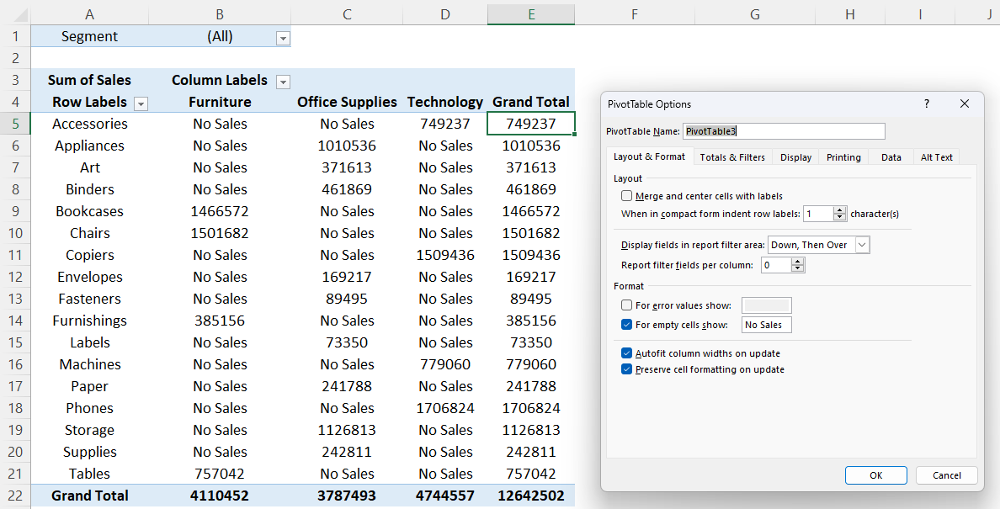 A B C D E F G H I J
1 Segment (All)
2
3 Sum of Sales Column Labels
4 Row Labels Furniture Office Supplies Technology Grand Total
5 Accessories No Sales No Sales 749237 749237
6 Appliances No Sales 1010536 No Sales 1010536
7 Art No Sales 371613 No Sales 371613
8 Binders No Sales 461869 No Sales 461869
9 Bookcases 1466572 No Sales No Sales 1466572
10 Chairs 1501682 No Sales No Sales 1501682
11 Copiers No Sales No Sales 1509436 1509436
12 Envelopes No Sales 169217 No Sales 169217
13 Fasteners No Sales 89495 No Sales 89495
14 Furnishings 385156 No Sales No Sales 385156
15 Labels No Sales 73350 No Sales 73350
16 Machines No Sales No Sales 779060 779060
17 Paper No Sales 241788 No Sales 241788
18 Phones No Sales No Sales 1706824 1706824
19 Storage No Sales 1126813 No Sales 1126813
20 Supplies No Sales 242811 No Sales 242811
21 Tables 757042 No Sales No Sales 757042
22 Grand Total 4110452 3787493 4744557 12642502
PivotTable Options ?
PivotTable Name: PivotTable3
Layout & Format Totals & Filters Display Printing Data Alt Text
Layout
Merge and center cells with labels
When in compact form indent row labels: 1 character(s)
Display fields in report filter area: Down, Then Over
Report filter fields per column: 0
Format
For error values show:
For empty cells show: No Sales
Autofit column widths on update
Preserve cell formatting on update
OK Cancel